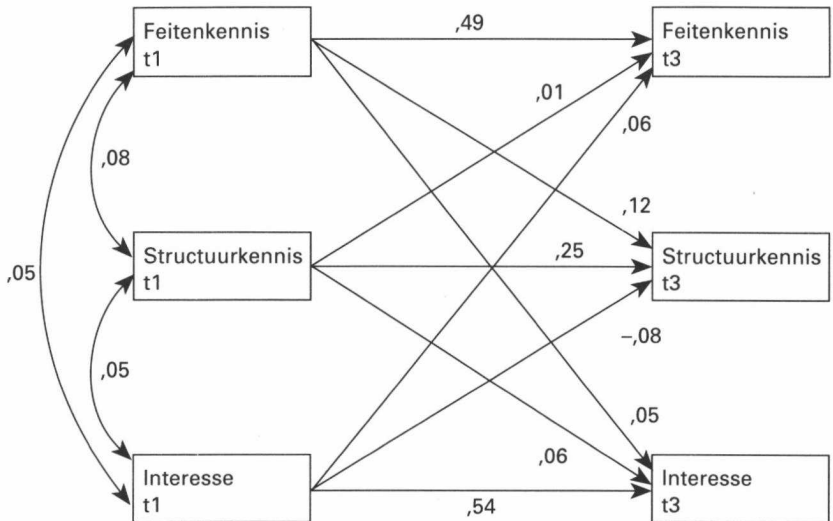 Feitenkennis
t1
,49
Feitenkennis
t3
,01
,06
,08
,12
Structuurkennis
t1
,25
Structuurkennis
t3
,05
–,08
,05
,05
,06
Interesse
t1
,54
Interesse
t3